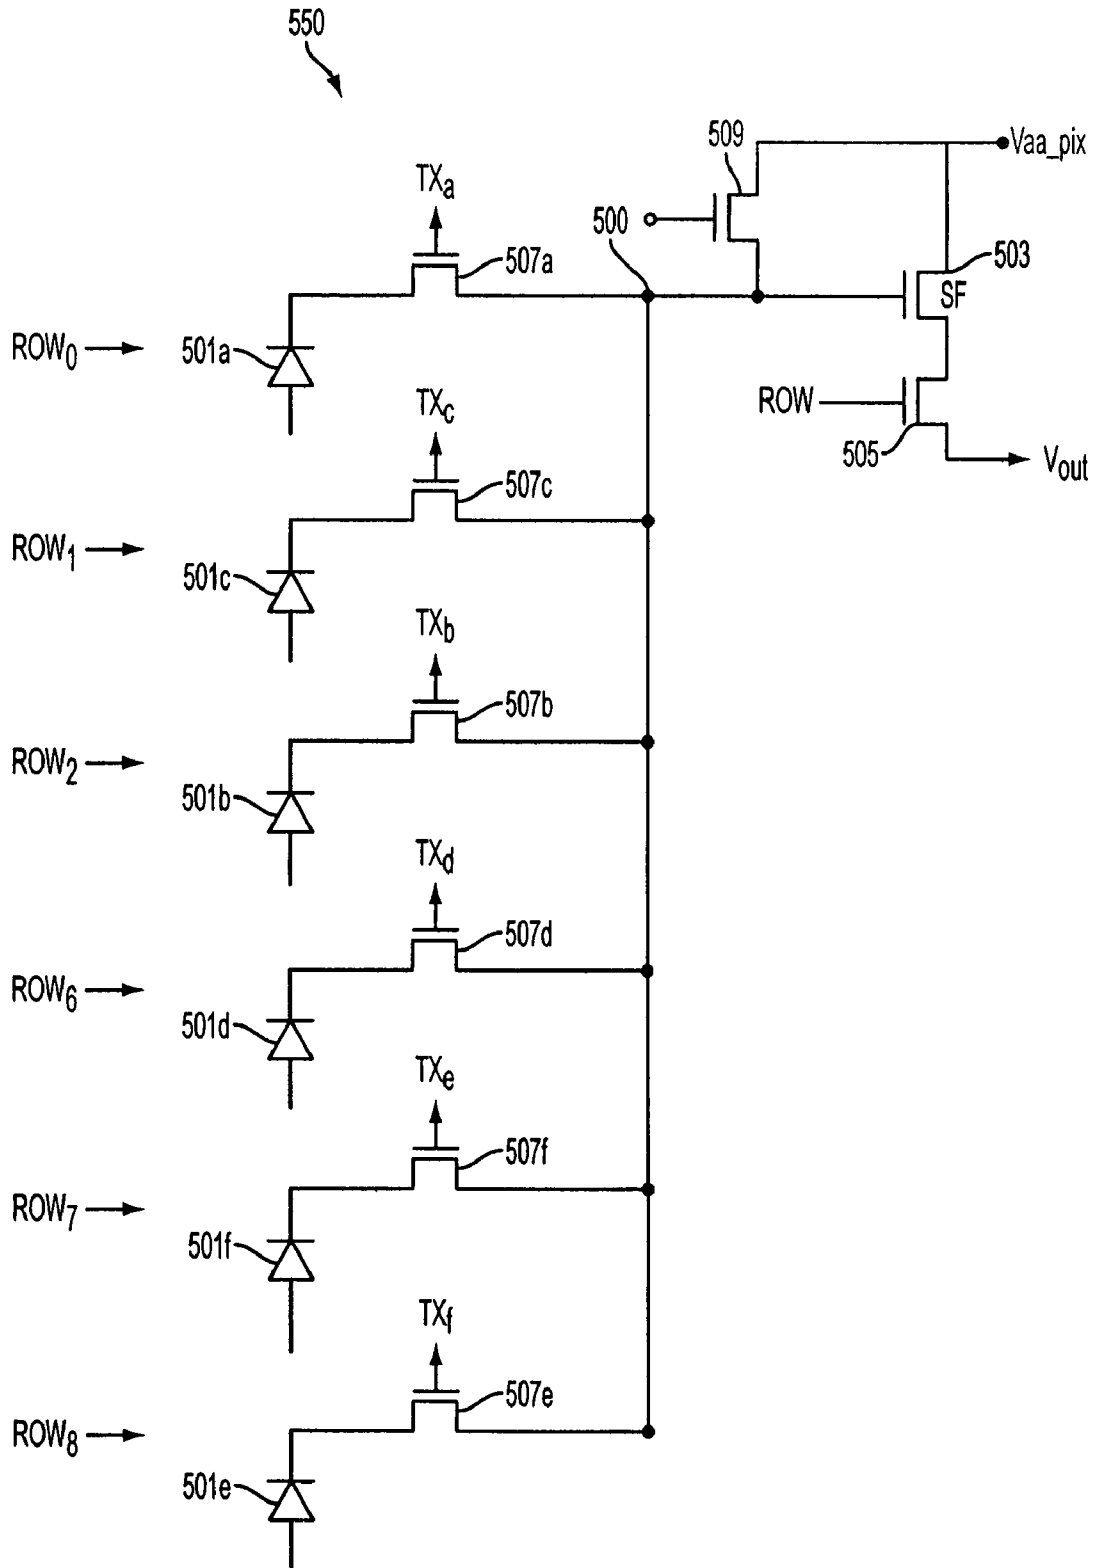 550
509
Vaa_pix
TXa
500
507a
503
SF
ROW0
501a
ROW
505
Vout
TXc
507c
ROW1
501c
TXb
507b
ROW2
501b
TXd
507d
ROW6
501d
TXe
507f
ROW7
501f
TXf
507e
ROW8
501e